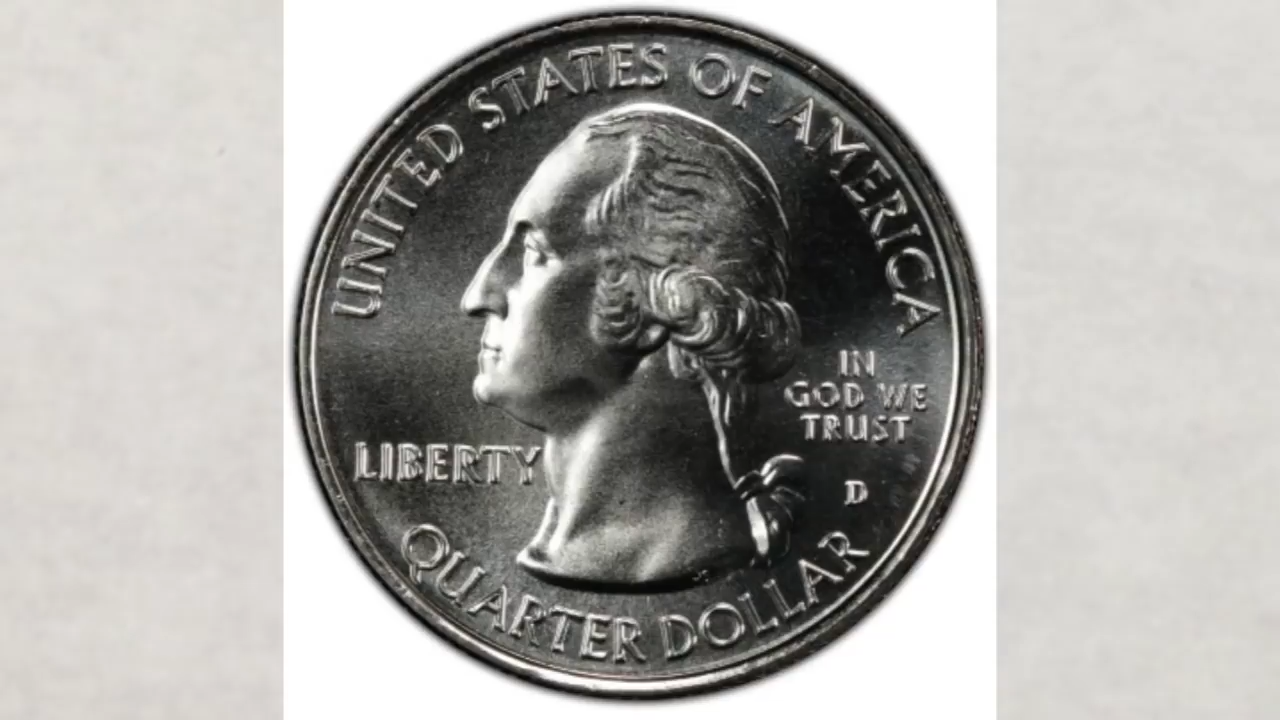 UNITED STATES OF AMERICA
IN
GOD WE
TRUST
LIBERTY
D
QUARTER DOLLAR